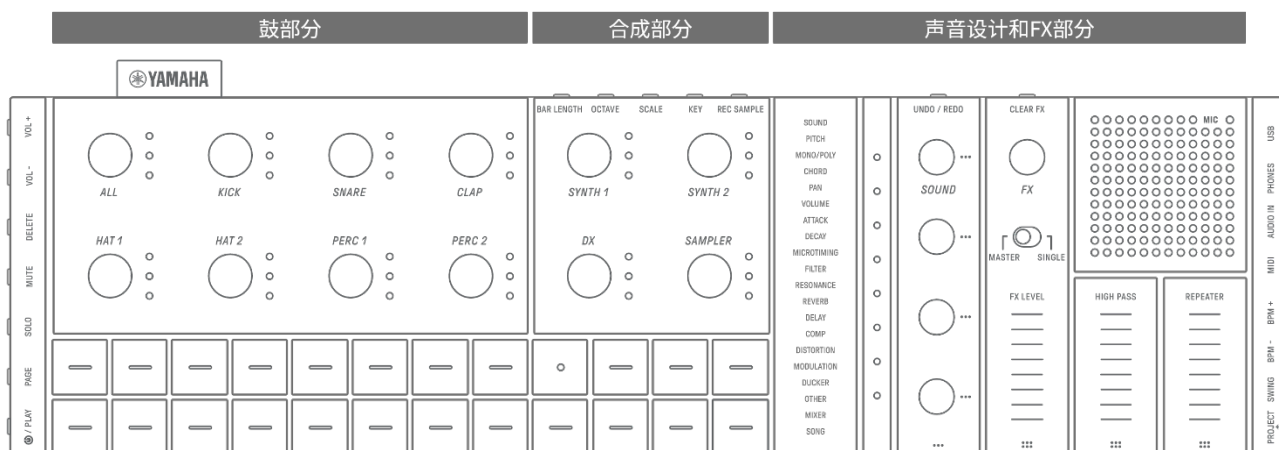 鼓部分
合成部分
声音设计和FX部分
YAMAHA
VOL +
VOL -
DELETE
MUTE
SOLO
PAGE
/ PLAY
ALL
KICK
SNARE
CLAP
HAT 1
HAT 2
PERC 1
PERC 2
BAR LENGTH
OCTAVE
SCALE
KEY
REC SAMPLE
SYNTH 1
SYNTH 2
DX
SAMPLER
SOUND
PITCH
MONO/POLY
CHORD
PAN
VOLUME
ATTACK
DECAY
MICROTIMING
FILTER
RESONANCE
REVERB
DELAY
COMP
DISTORTION
MODULATION
DUCKER
OTHER
MIXER
SONG
UNDO / REDO
SOUND
CLEAR FX
FX
MASTER
SINGLE
FX LEVEL
MIC
HIGH PASS
REPEATER
USB
PHONES
AUDIO IN
MIDI
BPM +
BPM -
SWING
PROJECT